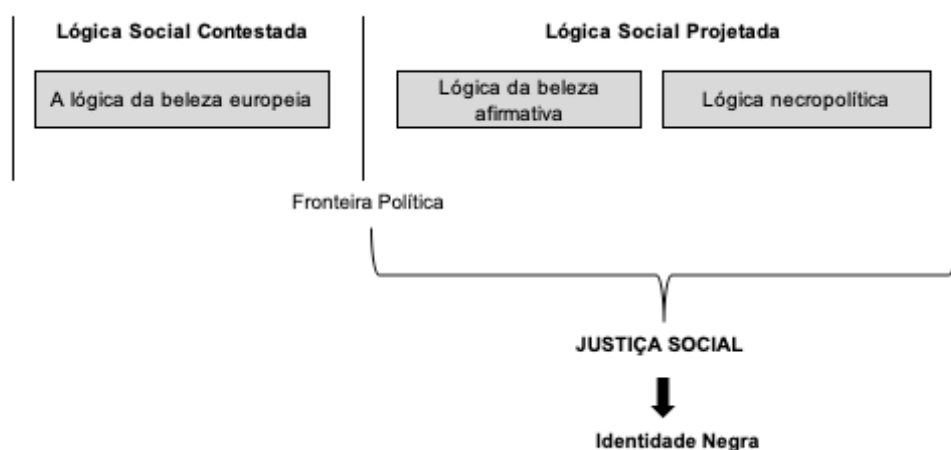 Lógica Social Contestada
Lógica Social Projetada
A lógica da beleza europeia
Lógica da beleza
afirmativa
Lógica necropolítica
Fronteira Política
JUSTIÇA SOCIAL
Identidade Negra